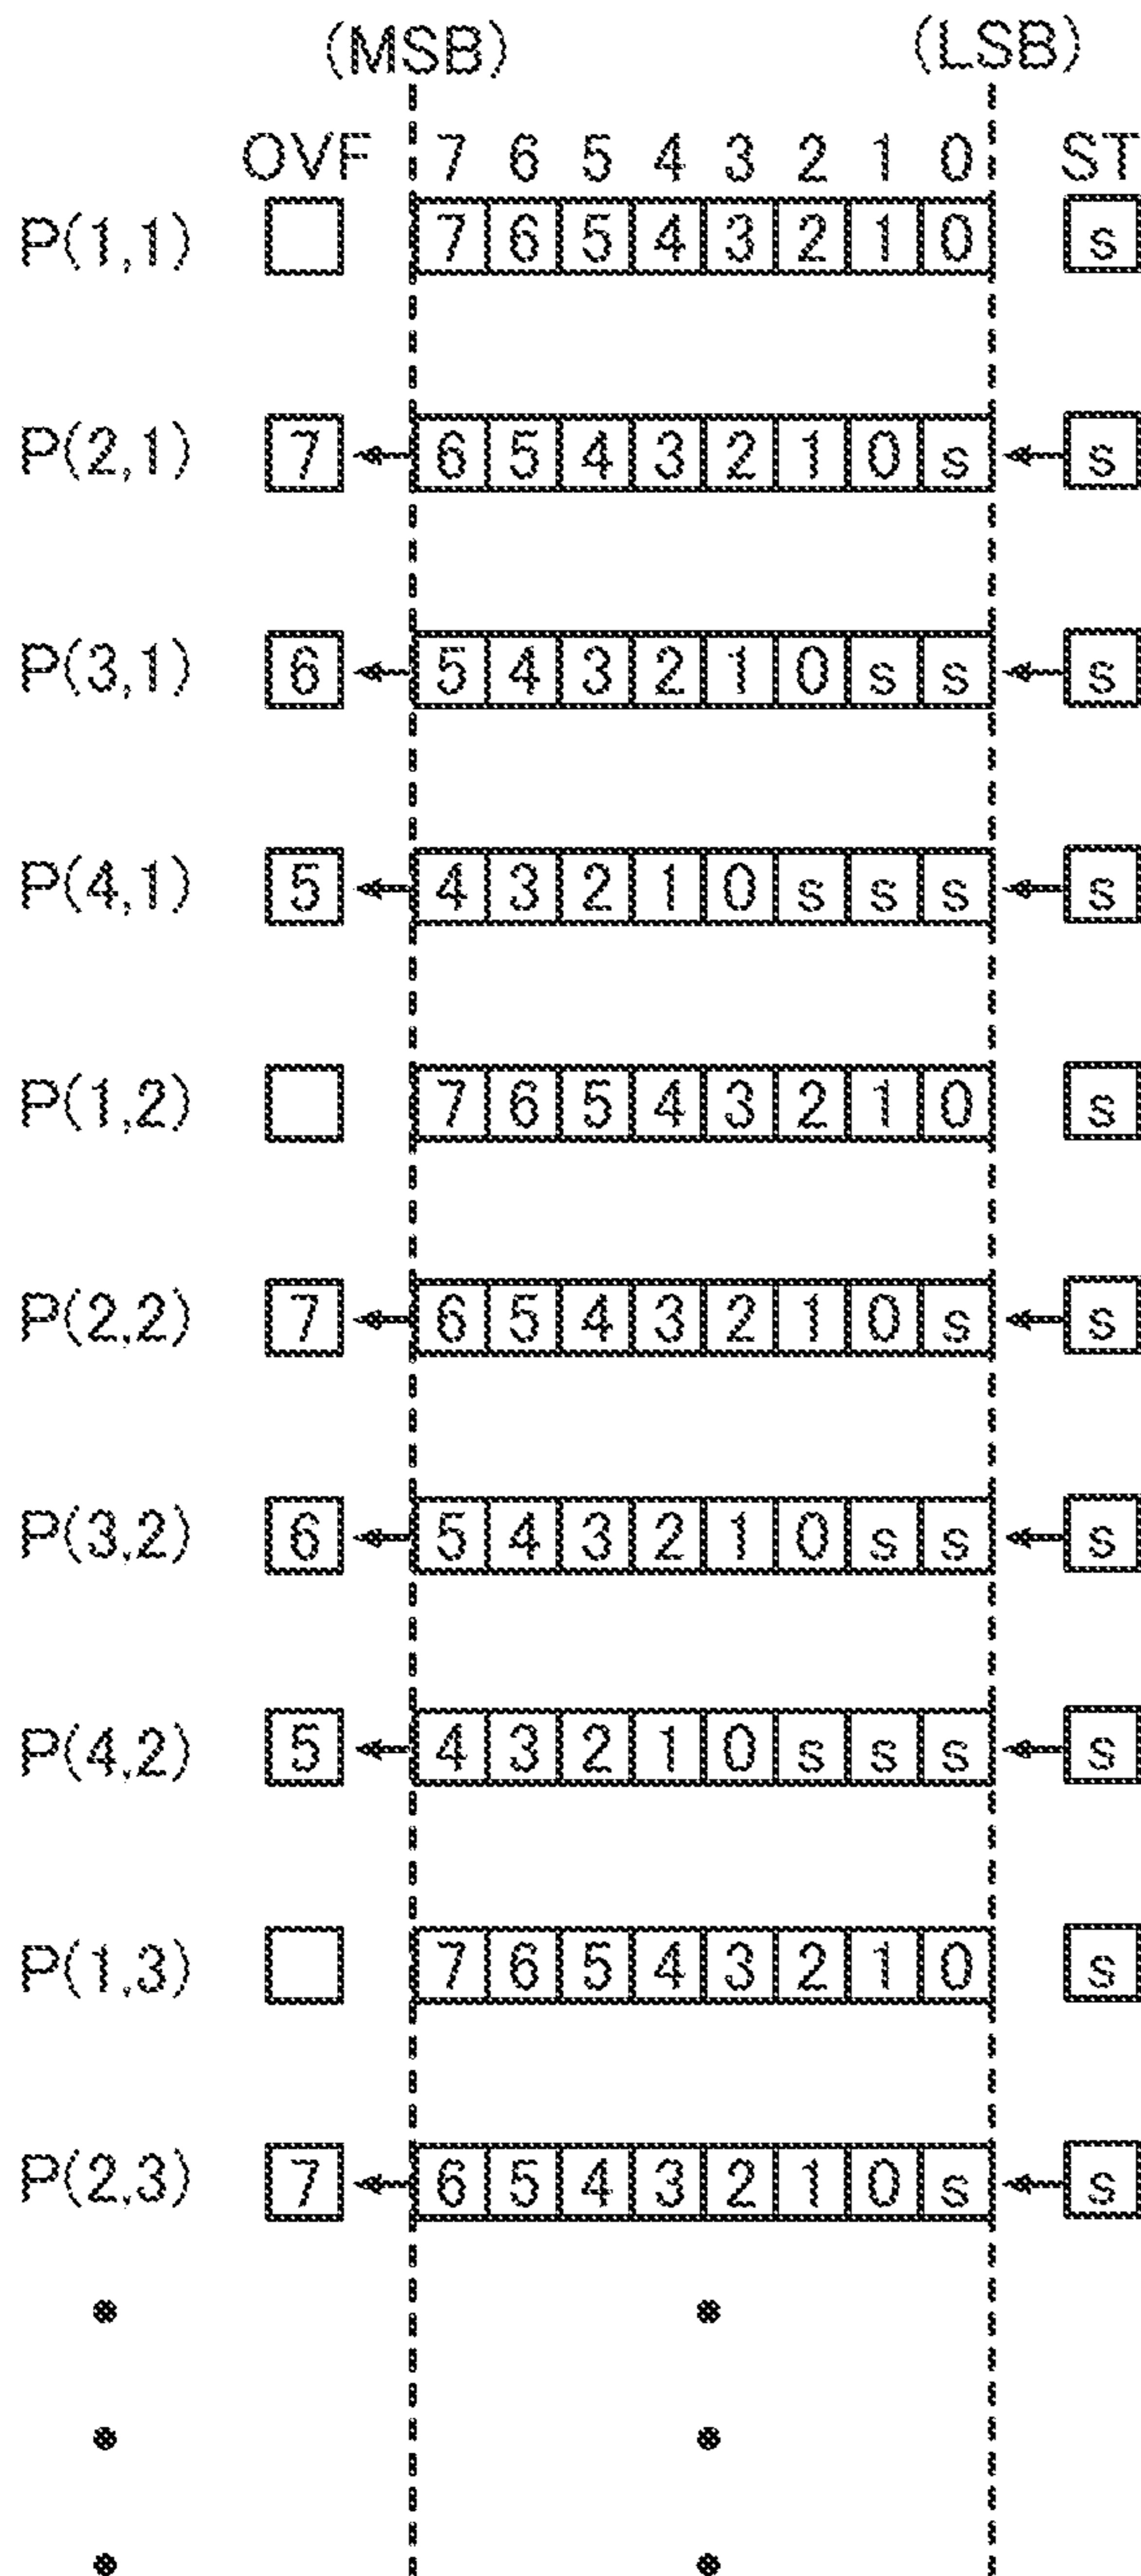 (MSB) (LSB)
OVF 7 6 5 4 3 2 1 0 ST
P(1,1) 7 6 5 4 3 2 1 0 s
P(2,1) 7 6 5 4 3 2 1 0 s s
P(3,1) 6 5 4 3 2 1 0 s s s
P(4,1) 5 4 3 2 1 0 s s s s
P(1,2) 7 6 5 4 3 2 1 0 s
P(2,2) 7 6 5 4 3 2 1 0 s s
P(3,2) 6 5 4 3 2 1 0 s s s
P(4,2) 5 4 3 2 1 0 s s s s
P(1,3) 7 6 5 4 3 2 1 0 s
P(2,3) 7 6 5 4 3 2 1 0 s s